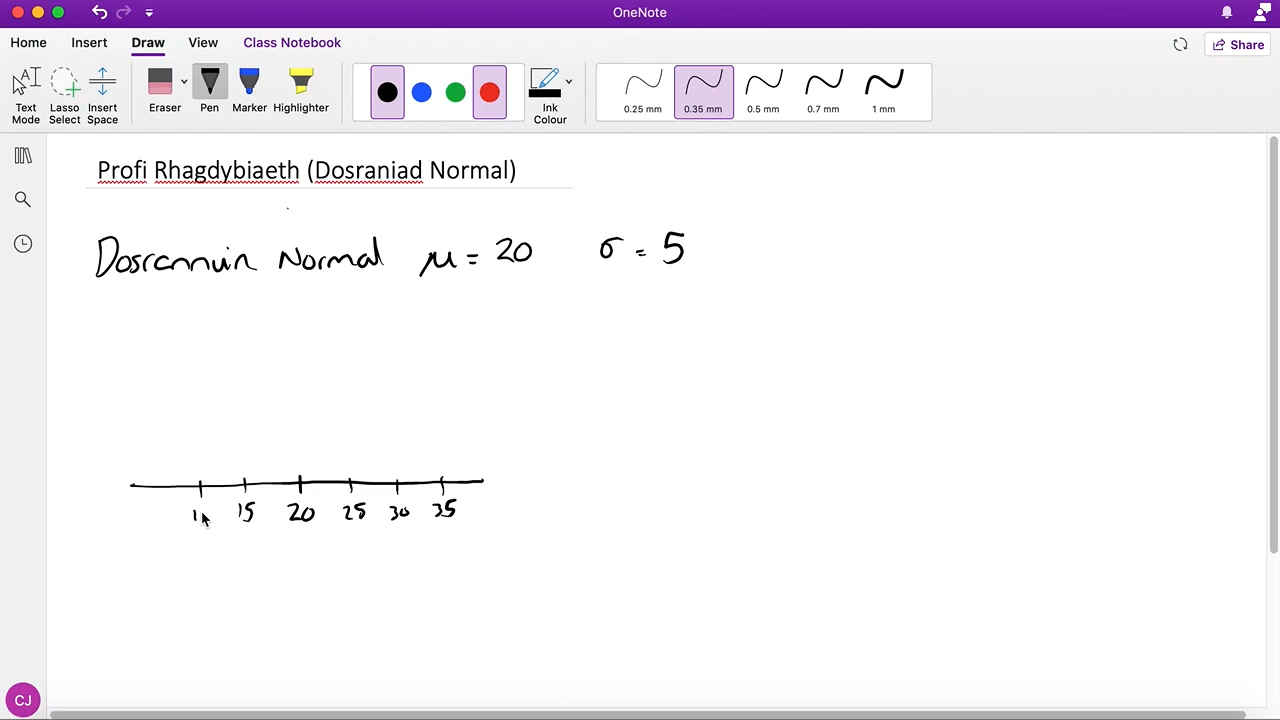 OneNote
Home Insert Draw View Class Notebook Share
Text Mode
Lasso Select
Insert Space
Eraser
Pen
Marker
Highlighter
Ink Colour
0.25 mm 0.35 mm 0.5 mm 0.7 mm 1 mm
Profi Rhagdybiaeth (Dosraniad Normal)
Dosrannuin Normal μ = 20 σ = 5
15 20 25 30 35
CJ